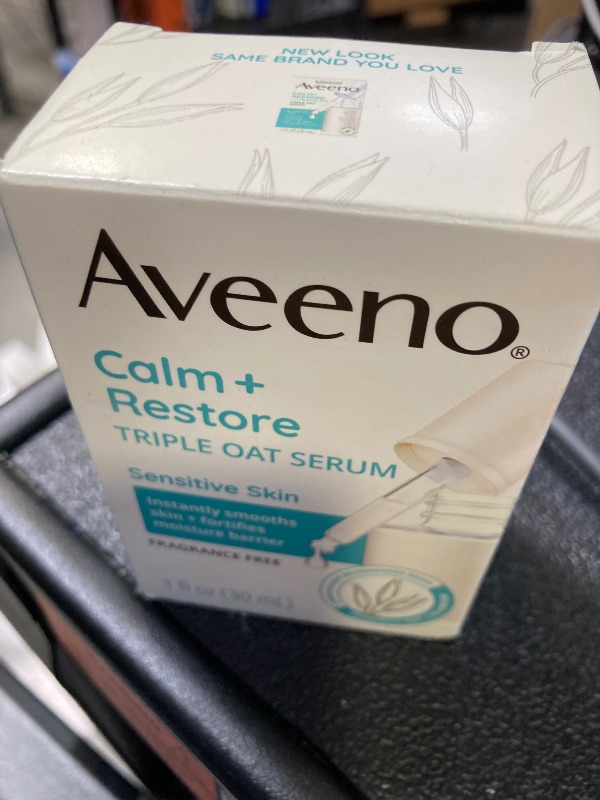 NEW LOOK
SAME BRAND YOU LOVE
Aveeno
Aveeno®
Calm +
Restore
TRIPLE OAT SERUM
Sensitive Skin
Instantly smooths
skin + fortifies
moisture barrier
FRAGRANCE FREE
1 fl oz (30 mL)